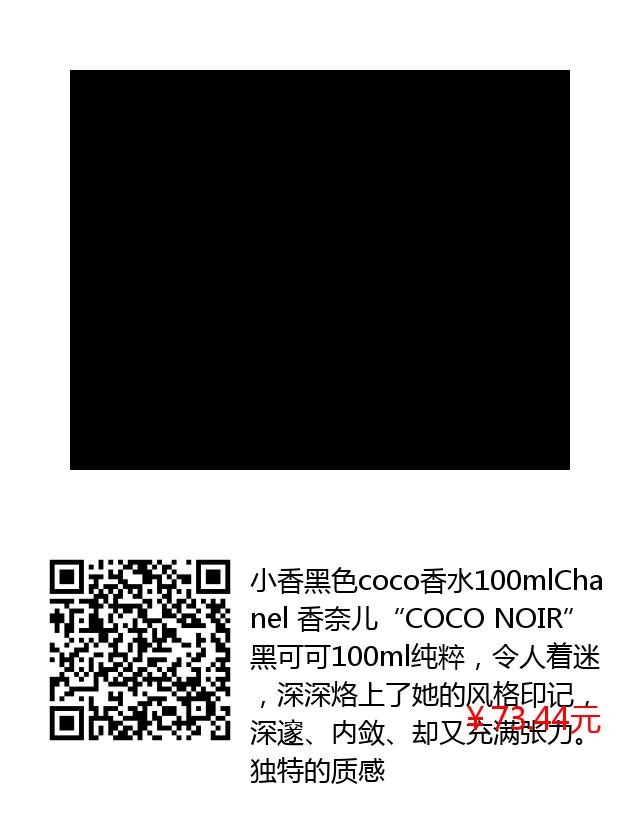 小香黑色coco香水100mlCha
nel 香奈儿“COCO NOIR”
黑可可100ml纯粹，令人着迷
，深深烙上了她的风格印记，
￥73.44元
深邃、内敛、却又充满张力。
独特的质感